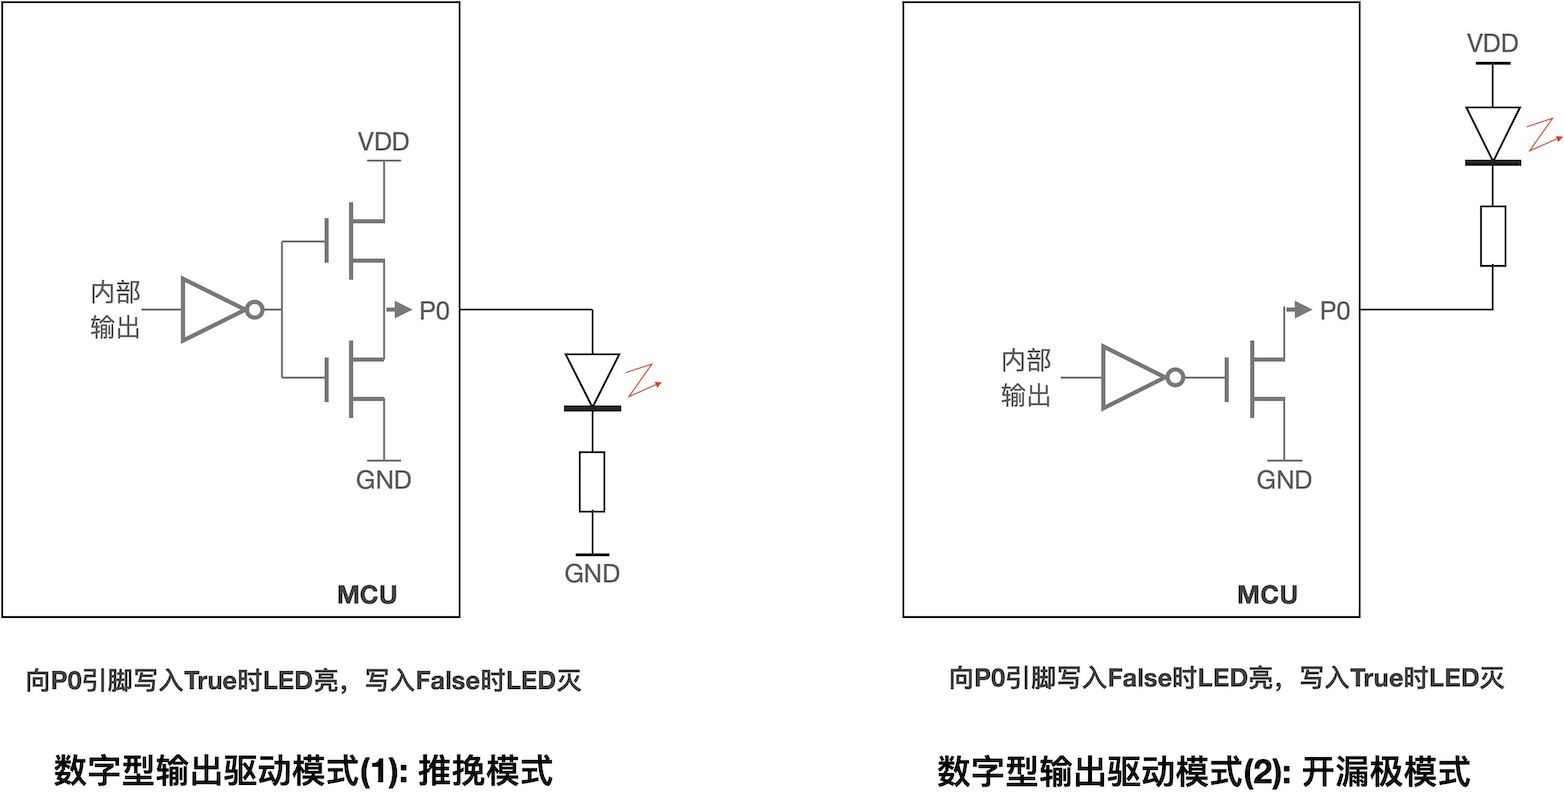 VDD
内部
输出
P0
GND
GND
MCU
向P0引脚写入True时LED亮，写入False时LED灭
数字型输出驱动模式(1): 推挽模式
VDD
P0
内部
输出
GND
MCU
向P0引脚写入False时LED亮，写入True时LED灭
数字型输出驱动模式(2): 开漏极模式